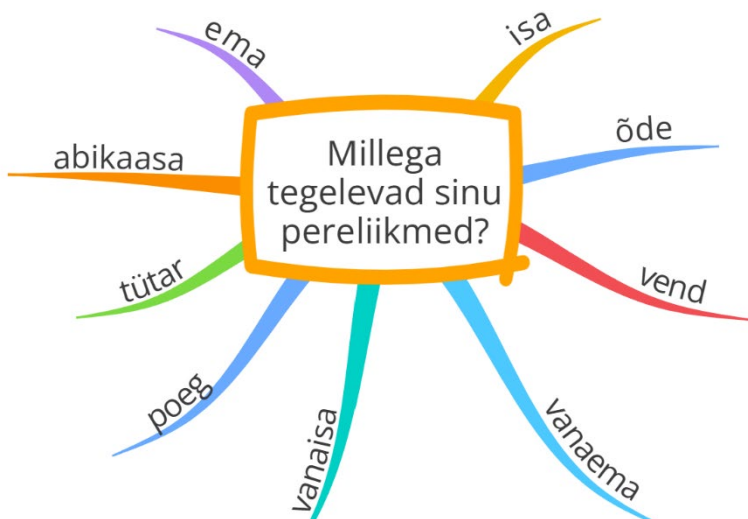 ema
isa
abikaasa
Millega
tegelevad sinu
pereliikmed?
õde
tütar
vend
poeg
vanaisa
vanaema